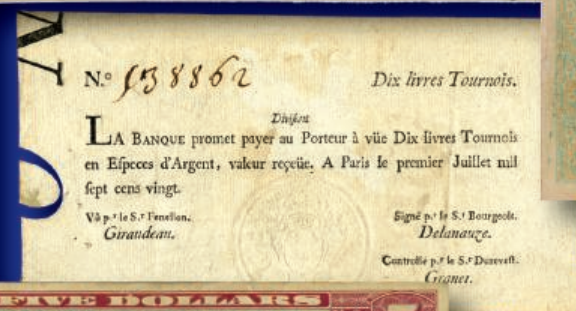 N.º 138862 Dix livres Tournois.
Division
LA BANQUE promet payer au Porteur à vüe Dix livres Tournois
en Especes d'Argent, valeur reçeüe. A Paris le premier Juillet mil
sept cens vingt.
Vû p.r le S.r Fenellon. Signé p.r le S.r Bourgeois.
Giraudeau. Delanauze.
Controllé p.r le S.r Durevest.
Granet.
FIVE DOLLARS